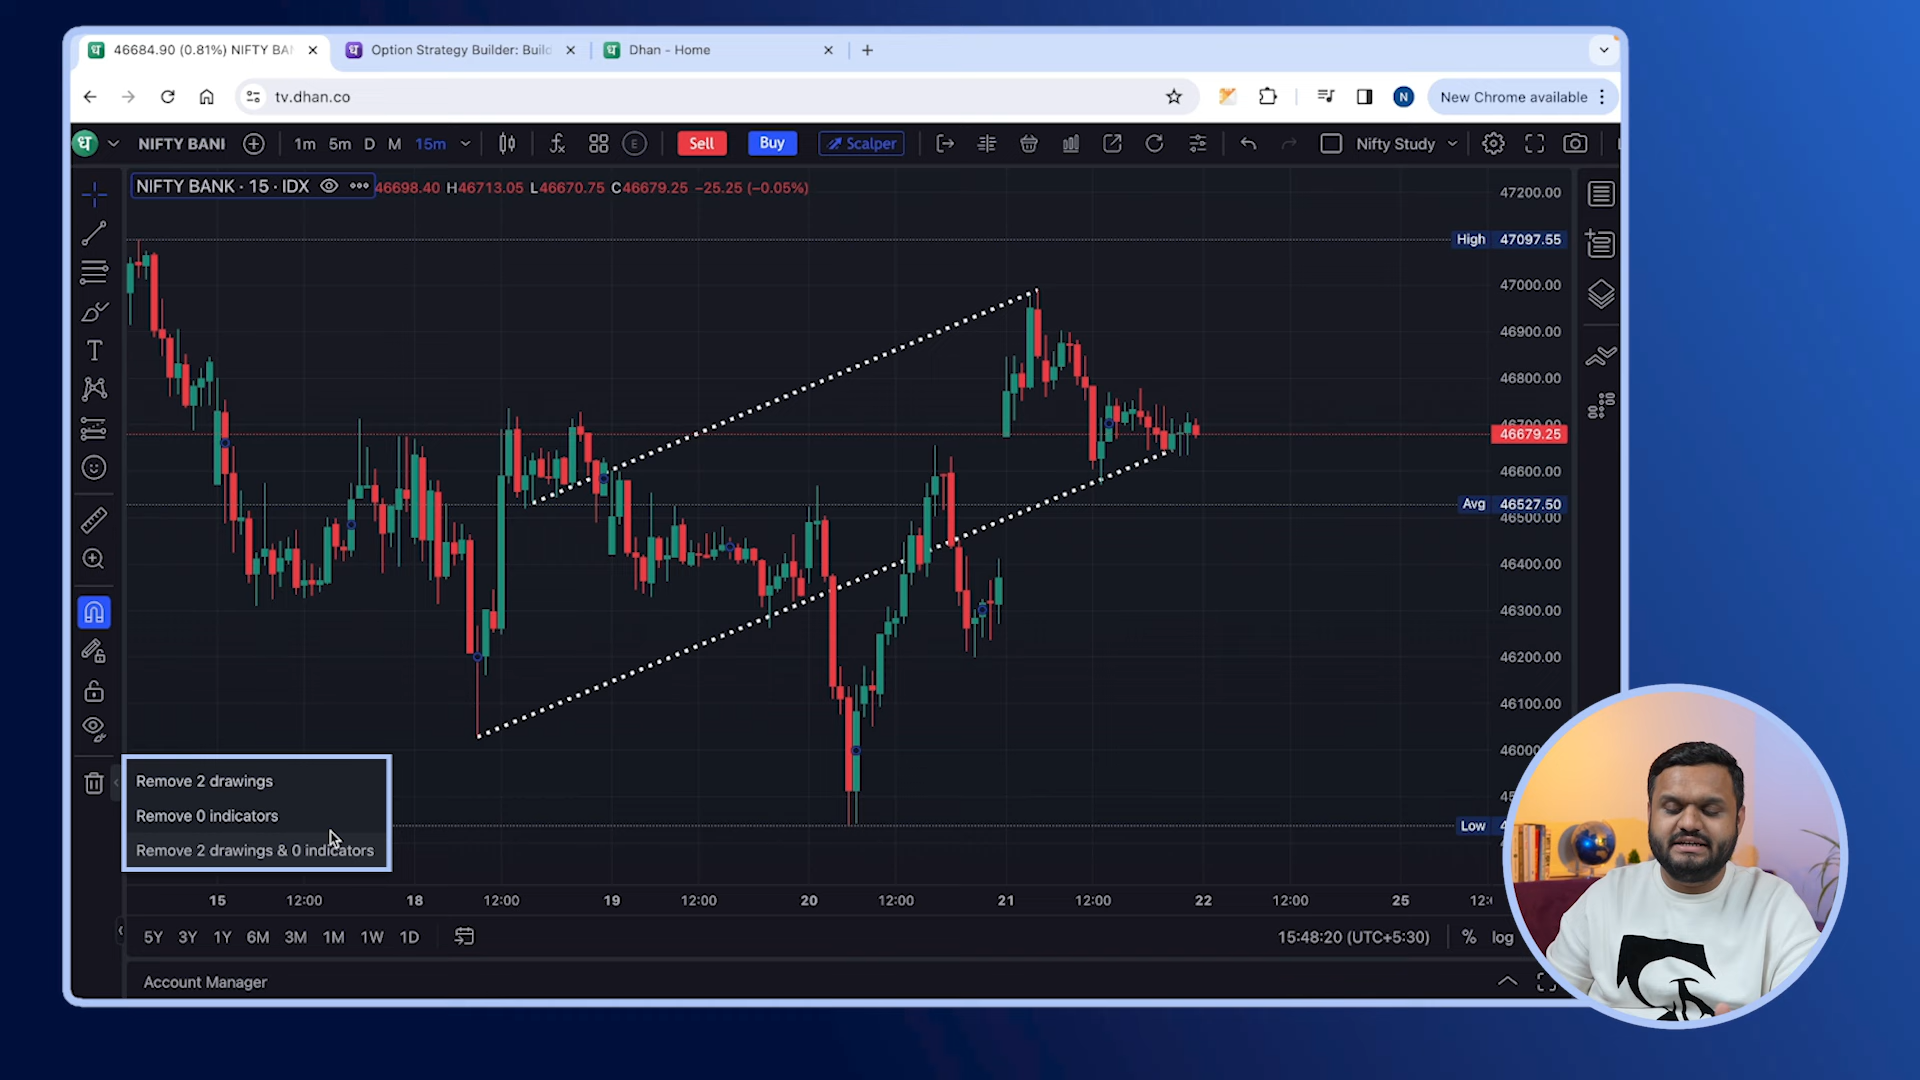 46684.90 (0.81%) NIFTY BA
Option Strategy Builder: Build
Dhan - Home
tv.dhan.co
N
New Chrome available
ध
NIFTY BANI
1m 5m D M 15m
E
Sell
Buy
Scalper
Nifty Study
NIFTY BANK · 15 · IDX
46698.40 H46713.05 L46670.75 C46679.25 −25.25 (−0.05%)
47200.00
High 47097.55
47000.00
46900.00
46800.00
46679.25
46600.00
Avg 46527.50
46500.00
46400.00
46300.00
46200.00
46100.00
Low
Remove 2 drawings
Remove 0 indicators
Remove 2 drawings & 0 indicators
15 12:00 18 12:00 19 12:00 20 12:00 21 12:00 22 12:00 25
5Y 3Y 1Y 6M 3M 1M 1W 1D
15:48:20 (UTC+5:30)
% log
Account Manager